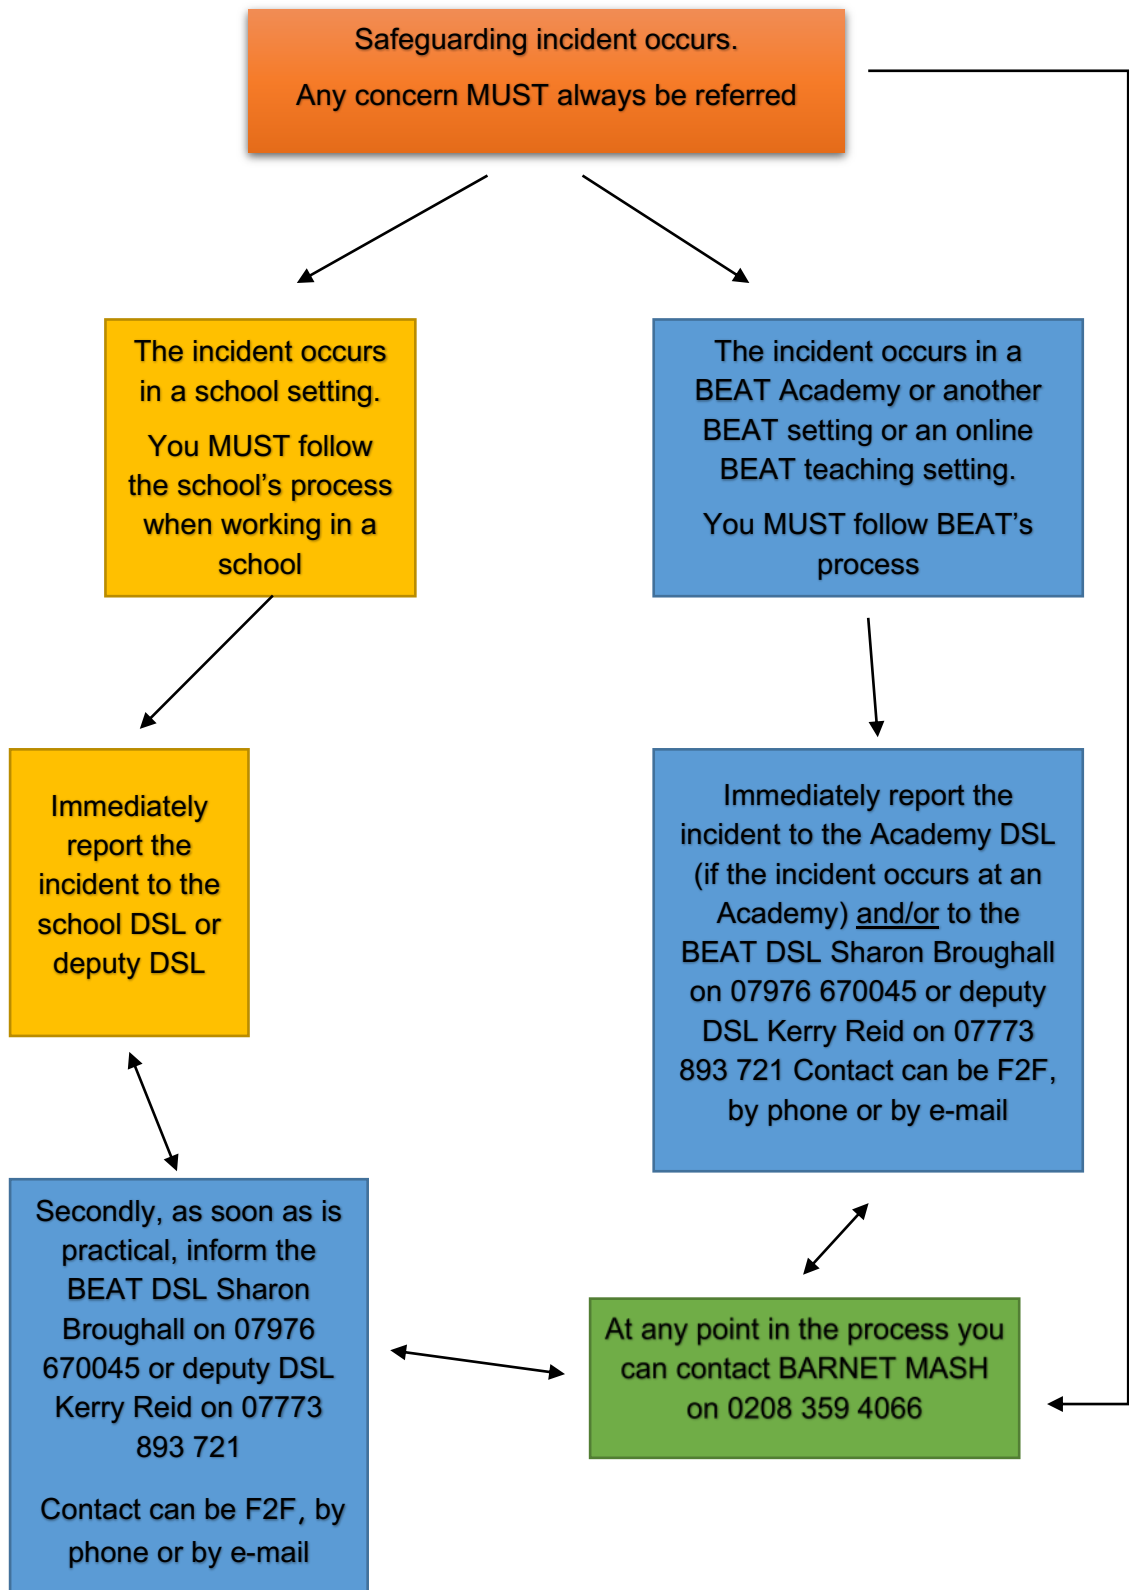 Safeguarding incident occurs.
Any concern MUST always be referred
The incident occurs
in a school setting.
You MUST follow
the school’s process
when working in a
school
The incident occurs in a
BEAT Academy or another
BEAT setting or an online
BEAT teaching setting.
You MUST follow BEAT’s
process
Immediately
report the
incident to the
school DSL or
deputy DSL
Immediately report the
incident to the Academy DSL
(if the incident occurs at an
Academy) and/or to the
BEAT DSL Sharon Broughall
on 07976 670045 or deputy
DSL Kerry Reid on 07773
893 721 Contact can be F2F,
by phone or by e-mail
Secondly, as soon as is
practical, inform the
BEAT DSL Sharon
Broughall on 07976
670045 or deputy DSL
Kerry Reid on 07773
893 721
Contact can be F2F, by
phone or by e-mail
At any point in the process you
can contact BARNET MASH
on 0208 359 4066